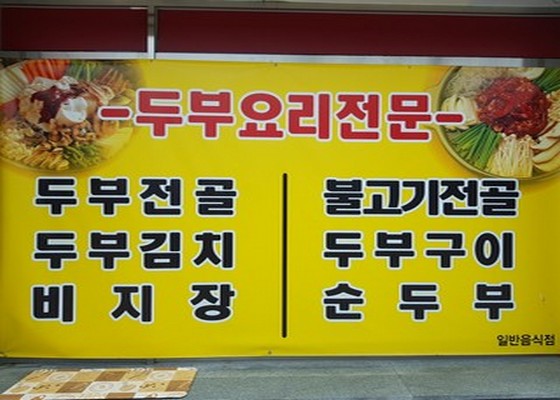 -두부요리전문-
두부전골
두부김치
비지장
불고기전골
두부구이
순두부
일반음식점